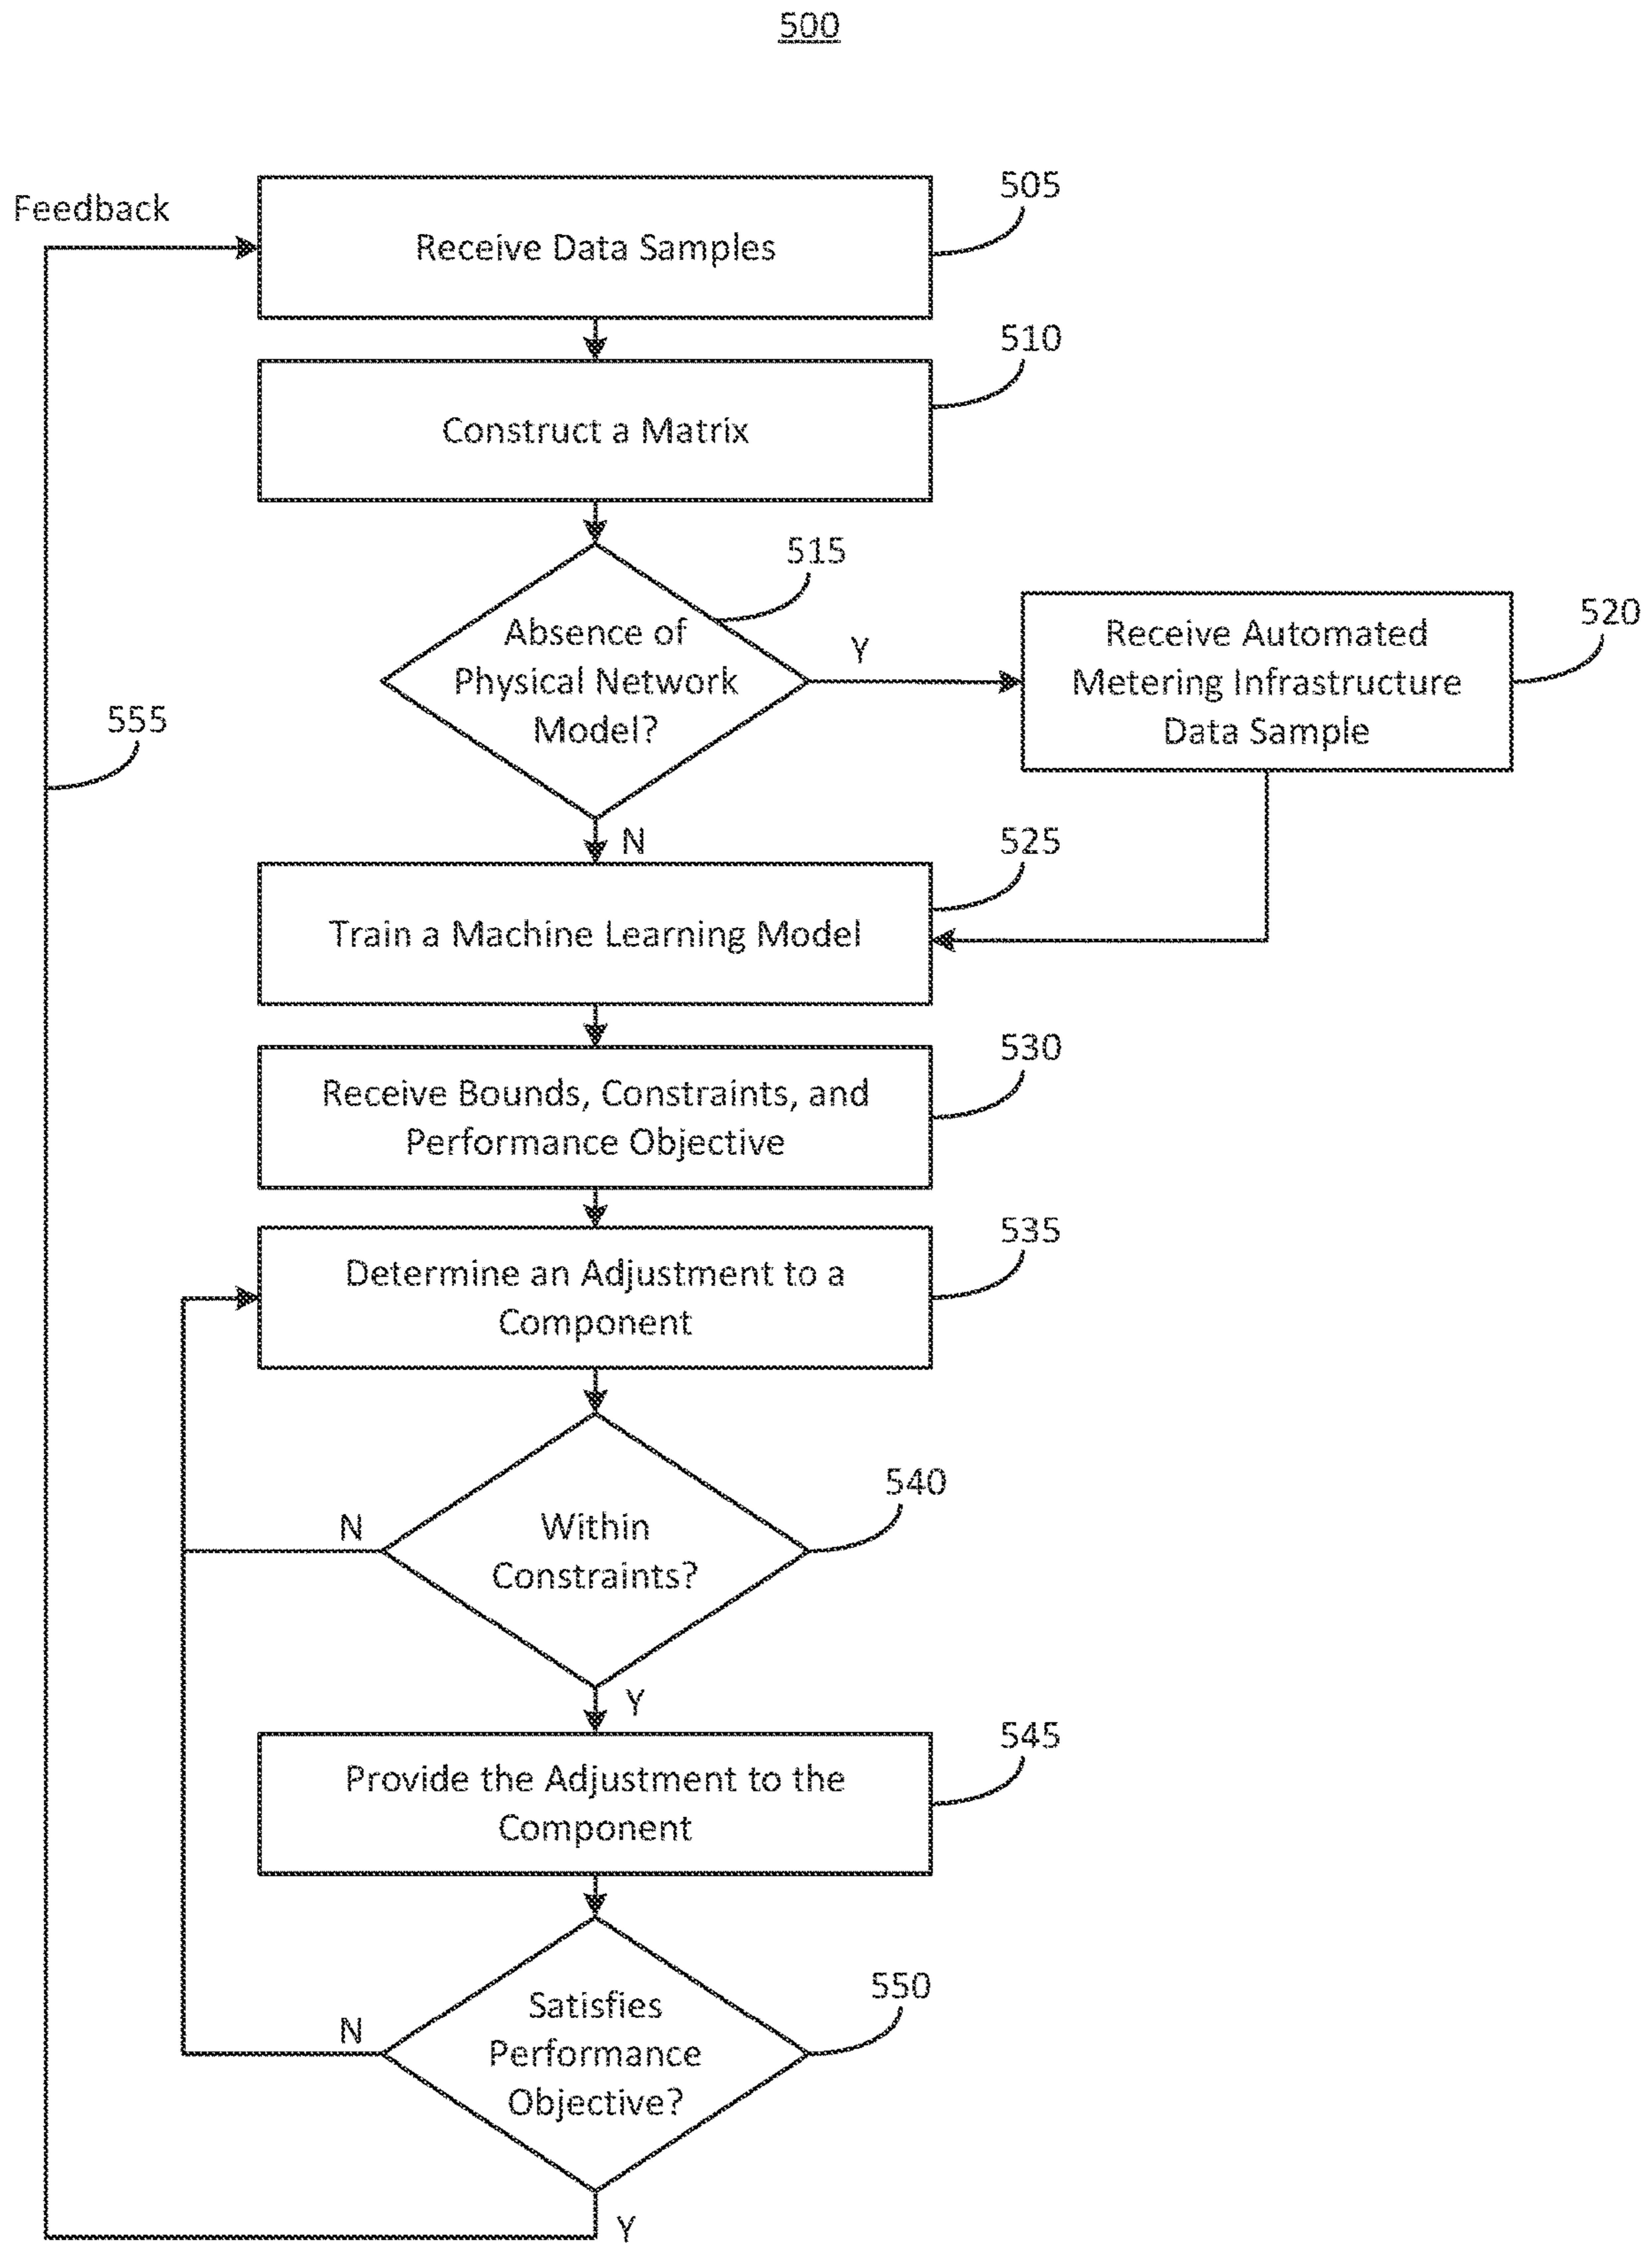 500
Feedback
505
Receive Data Samples
510
Construct a Matrix
515
Absence of
Physical Network
Model?
Y
520
Receive Automated
Metering Infrastructure
Data Sample
555
N
525
Train a Machine Learning Model
530
Receive Bounds, Constraints, and
Performance Objective
535
Determine an Adjustment to a
Component
540
N
Within
Constraints?
Y
545
Provide the Adjustment to the
Component
550
N
Satisfies
Performance
Objective?
Y